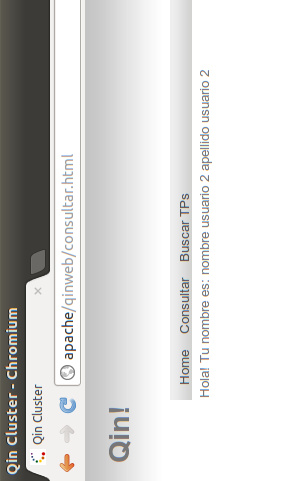 Qin Cluster - Chromium
Qin Cluster
apache/qinweb/consultar.html
Qin!
Home Consultar Buscar TPs
Hola! Tu nombre es: nombre usuario 2 apellido usuario 2